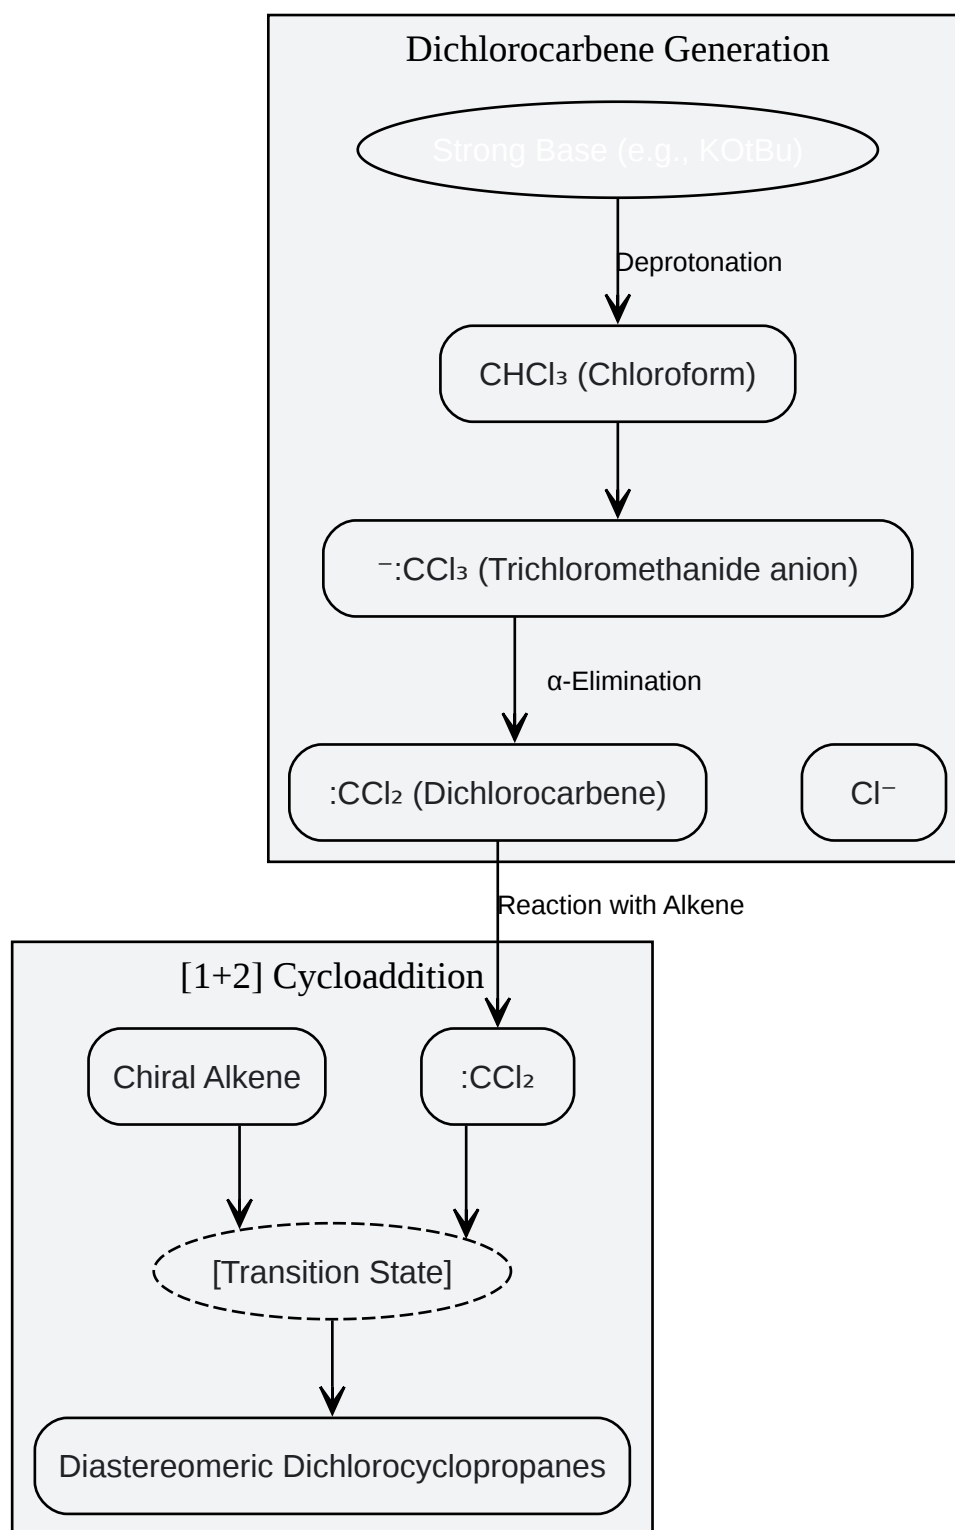 Dichlorocarbene Generation
Strong Base (e.g., KOtBu)
Deprotonation
CHCl₃ (Chloroform)
⁻:CCl₃ (Trichloromethanide anion)
α-Elimination
:CCl₂ (Dichlorocarbene)
Cl⁻
Reaction with Alkene
[1+2] Cycloaddition
Chiral Alkene
:CCl₂
[Transition State]
Diastereomeric Dichlorocyclopropanes